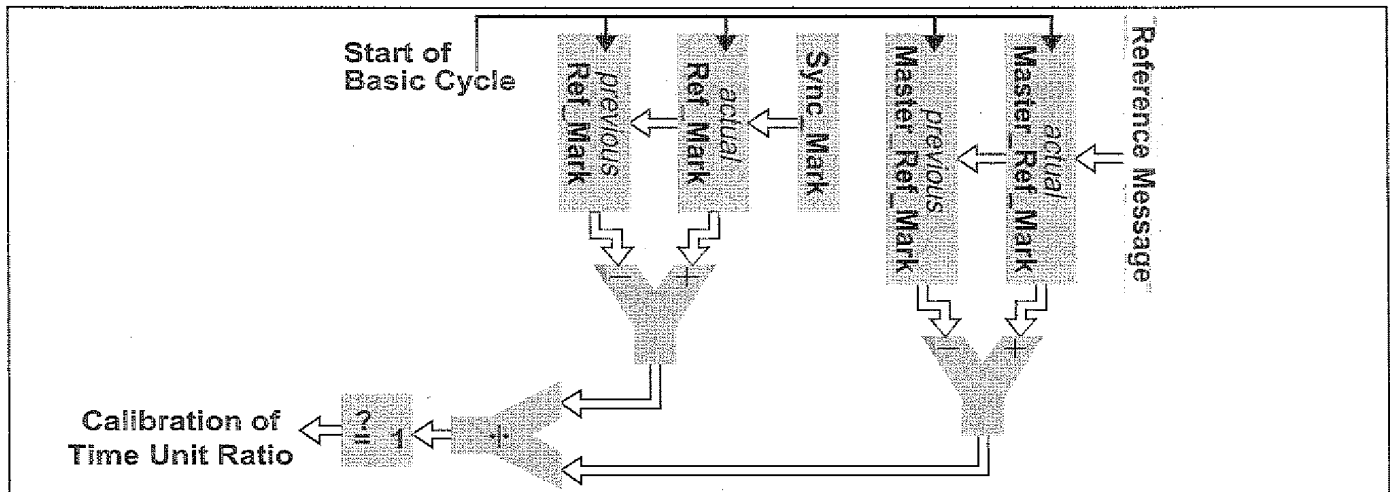 Start of
Basic Cycle
previous
Ref_Mark
actual
Ref_Mark
Sync_Mark
previous
Master_Ref_Mark
actual
Master_Ref_Mark
Reference Message
− +
− +
÷
?
= 1
Calibration of
Time Unit Ratio